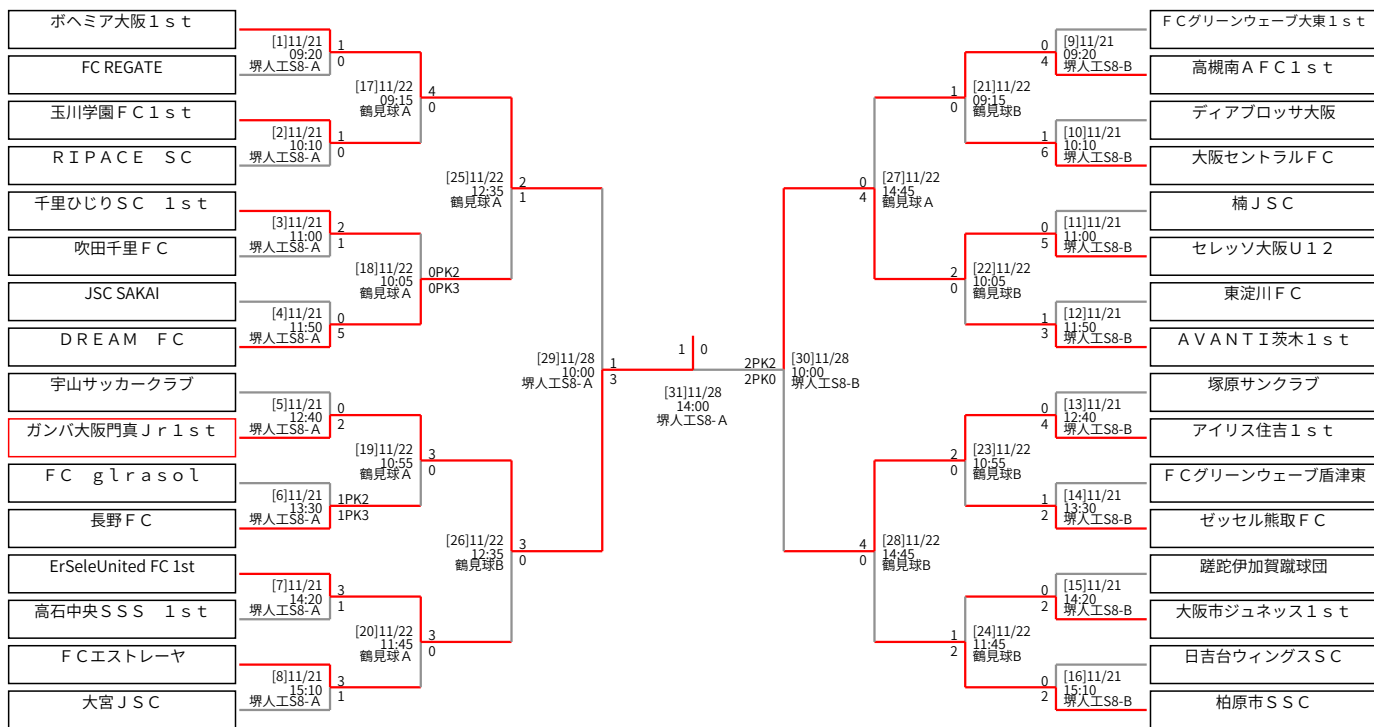 ボヘミア大阪１ｓｔ
FC REGATE
玉川学園ＦＣ１ｓｔ
ＲＩＰＡＣＥ　ＳＣ
千里ひじりＳＣ　１ｓｔ
吹田千里ＦＣ
JSC SAKAI
ＤＲＥＡＭ　ＦＣ
宇山サッカークラブ
ガンバ大阪門真Ｊｒ１ｓｔ
ＦＣ　ｇｌｒａｓｏｌ
長野ＦＣ
ErSeleUnited FC 1st
高石中央ＳＳＳ　１ｓｔ
ＦＣエストレーヤ
大宮ＪＳＣ
[1]11/21
09:20
堺人工S8-A
1
0
[2]11/21
10:10
堺人工S8-A
1
0
[3]11/21
11:00
堺人工S8-A
2
1
[4]11/21
11:50
堺人工S8-A
0
5
[5]11/21
12:40
堺人工S8-A
0
2
[6]11/21
13:30
堺人工S8-A
1PK2
1PK3
[7]11/21
14:20
堺人工S8-A
3
1
[8]11/21
15:10
堺人工S8-A
3
1
[17]11/22
09:15
鶴見球A
4
0
[18]11/22
10:05
鶴見球A
0PK2
0PK3
[19]11/22
10:55
鶴見球A
3
0
[20]11/22
11:45
鶴見球A
3
0
[25]11/22
12:35
鶴見球A
2
1
[26]11/22
12:35
鶴見球B
3
0
[29]11/28
10:00
堺人工S8-A
1
3
1
0
[31]11/28
14:00
堺人工S8-A
2PK2
2PK0
[30]11/28
10:00
堺人工S8-B
0
4
[27]11/22
14:45
鶴見球A
4
0
[28]11/22
14:45
鶴見球B
1
0
[21]11/22
09:15
鶴見球B
2
0
[22]11/22
10:05
鶴見球B
2
0
[23]11/22
10:55
鶴見球B
1
2
[24]11/22
11:45
鶴見球B
0
4
[9]11/21
09:20
堺人工S8-B
1
6
[10]11/21
10:10
堺人工S8-B
0
5
[11]11/21
11:00
堺人工S8-B
1
3
[12]11/21
11:50
堺人工S8-B
0
4
[13]11/21
12:40
堺人工S8-B
1
2
[14]11/21
13:30
堺人工S8-B
0
2
[15]11/21
14:20
堺人工S8-B
0
2
[16]11/21
15:10
堺人工S8-B
ＦＣグリーンウェーブ大東１ｓｔ
高槻南ＡＦＣ１ｓｔ
ディアブロッサ大阪
大阪セントラルＦＣ
楠ＪＳＣ
セレッソ大阪Ｕ１２
東淀川ＦＣ
ＡＶＡＮＴＩ茨木１ｓｔ
塚原サンクラブ
アイリス住吉１ｓｔ
ＦＣグリーンウェーブ盾津東
ゼッセル熊取ＦＣ
蹉跎伊加賀蹴球団
大阪市ジュネッス１ｓｔ
日吉台ウィングスＳＣ
柏原市ＳＳＣ